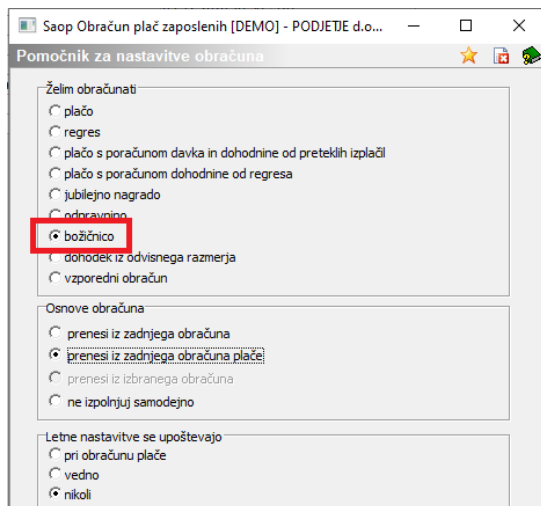 Saop Obračun plač zaposlenih [DEMO] - PODJETJE d.o...
Pomočnik za nastavitve obračuna
Želim obračunati
plačo
regres
plačo s poračunom davka in dohodnine od preteklih izplačil
plačo s poračunom dohodnine od regresa
jubilejno nagrado
odpravnino
božičnico
dohodek iz odvisnega razmerja
vzporedni obračun
Osnove obračuna
prenesi iz zadnjega obračuna
prenesi iz zadnjega obračuna plače
prenesi iz izbranega obračuna
ne izpolnjuj samodejno
Letne nastavitve se upoštevajo
pri obračunu plače
vedno
nikoli